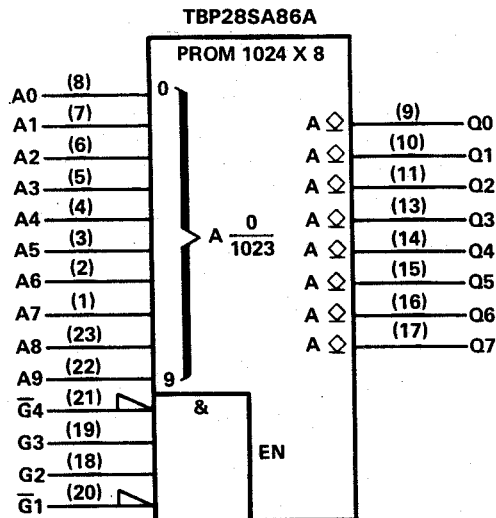 TBP28SA86A
PROM 1024 X 8
A0 (8) 0 A (9) Q0
A1 (7) A (10) Q1
A2 (6) A (11) Q2
A3 (5) A (13) Q3
A4 (4) A 0/1023 A (14) Q4
A5 (3) A (15) Q5
A6 (2) A (16) Q6
A7 (1) A (17) Q7
A8 (23)
A9 (22) 9
G̅4 (21) &
G3 (19) EN
G2 (18)
G̅1 (20)